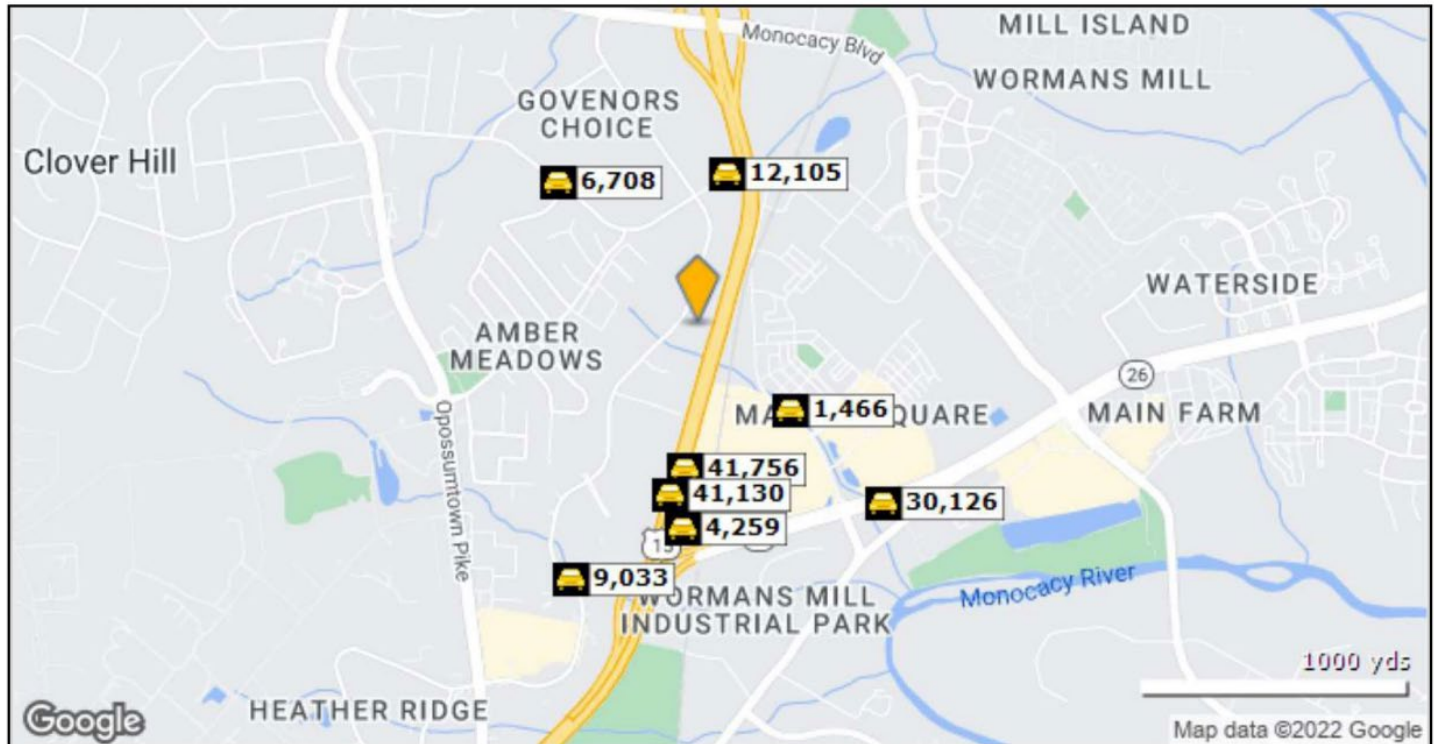 Monocacy Blvd
MILL ISLAND
WORMANS MILL
GOVENORS
CHOICE
Clover Hill
6,708
12,105
WATERSIDE
AMBER
MEADOWS
26
1,466
QUARE
MAIN FARM
Opossumtown Pike
41,756
41,130
30,126
4,259
15
9,033
WORMANS MILL
INDUSTRIAL PARK
Monocacy River
1000 yds
HEATHER RIDGE
Google
Map data ©2022 Google